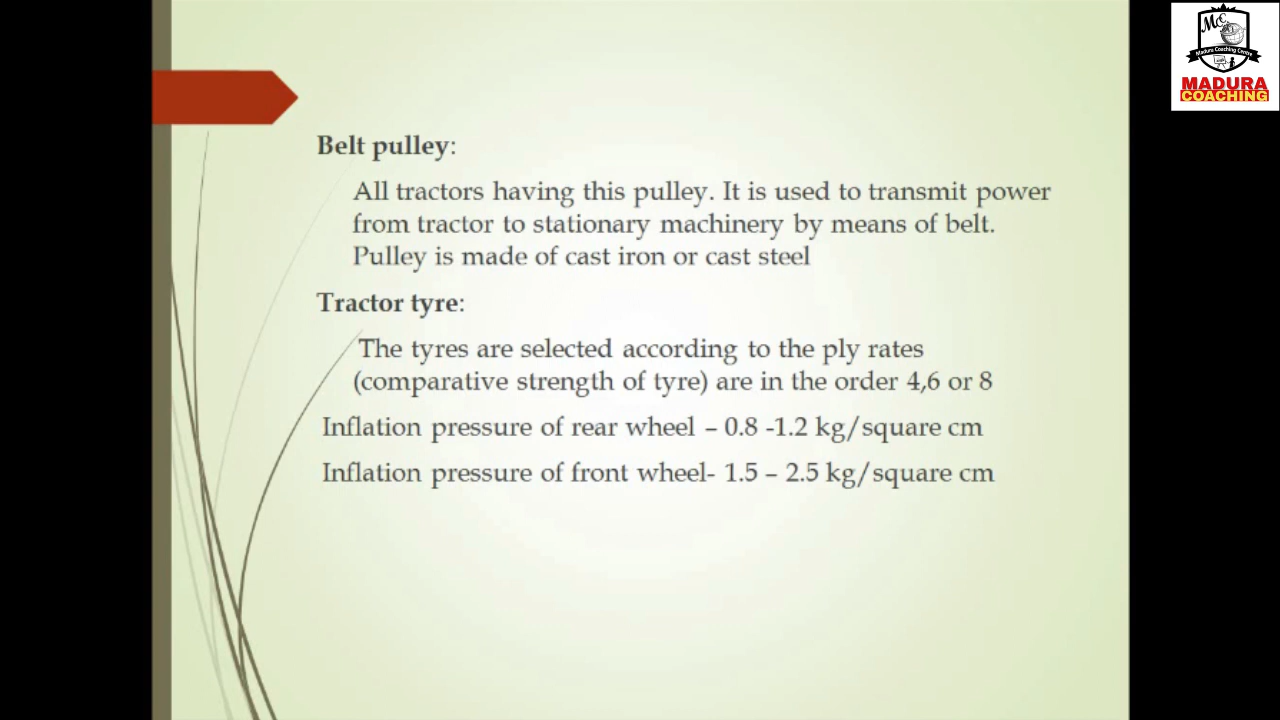 Mcc
Madura Coaching Centre
MADURA
COACHING
Belt pulley:
All tractors having this pulley. It is used to transmit power
from tractor to stationary machinery by means of belt.
Pulley is made of cast iron or cast steel
Tractor tyre:
The tyres are selected according to the ply rates
(comparative strength of tyre) are in the order 4,6 or 8
Inflation pressure of rear wheel – 0.8 -1.2 kg/square cm
Inflation pressure of front wheel- 1.5 – 2.5 kg/square cm